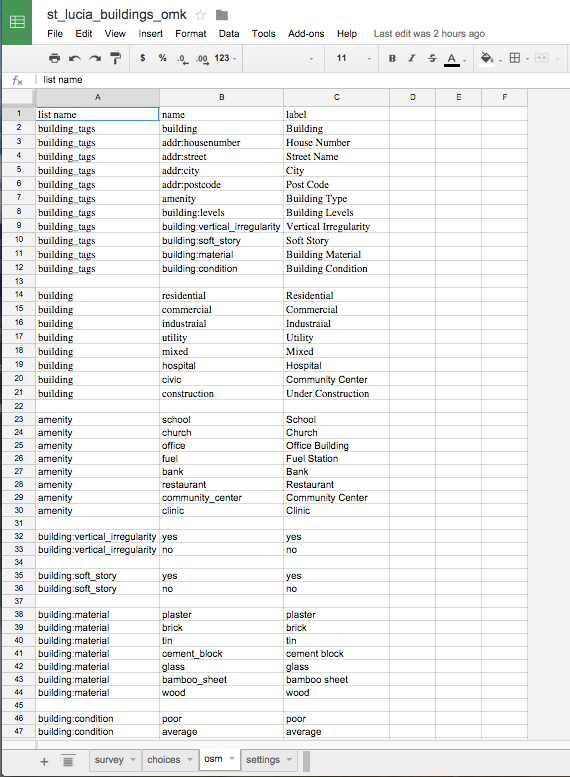 st_lucia_buildings_omk
File Edit View Insert Format Data Tools Add-ons Help Last edit was 2 hours ago
$ % .0 .00 123 11 B I S A
fx list name
A B C D E F
1 list name name label
2 building_tags building Building
3 building_tags addr:housenumber House Number
4 building_tags addr:street Street Name
5 building_tags addr:city City
6 building_tags addr:postcode Post Code
7 building_tags amenity Building Type
8 building_tags building:levels Building Levels
9 building_tags building:vertical_irregularity Vertical Irregularity
10 building_tags building:soft_story Soft Story
11 building_tags building:material Building Material
12 building_tags building:condition Building Condition
13
14 building residential Residential
15 building commercial Commercial
16 building industraial Industraial
17 building utility Utility
18 building mixed Mixed
19 building hospital Hospital
20 building civic Community Center
21 building construction Under Construction
22
23 amenity school School
24 amenity church Church
25 amenity office Office Building
26 amenity fuel Fuel Station
27 amenity bank Bank
28 amenity restaurant Restaurant
29 amenity community_center Community Center
30 amenity clinic Clinic
31
32 building:vertical_irregularity yes yes
33 building:vertical_irregularity no no
34
35 building:soft_story yes yes
36 building:soft_story no no
37
38 building:material plaster plaster
39 building:material brick brick
40 building:material tin tin
41 building:material cement_block cement block
42 building:material glass glass
43 building:material bamboo_sheet bamboo sheet
44 building:material wood wood
45
46 building:condition poor poor
47 building:condition average average
+ survey choices osm settings